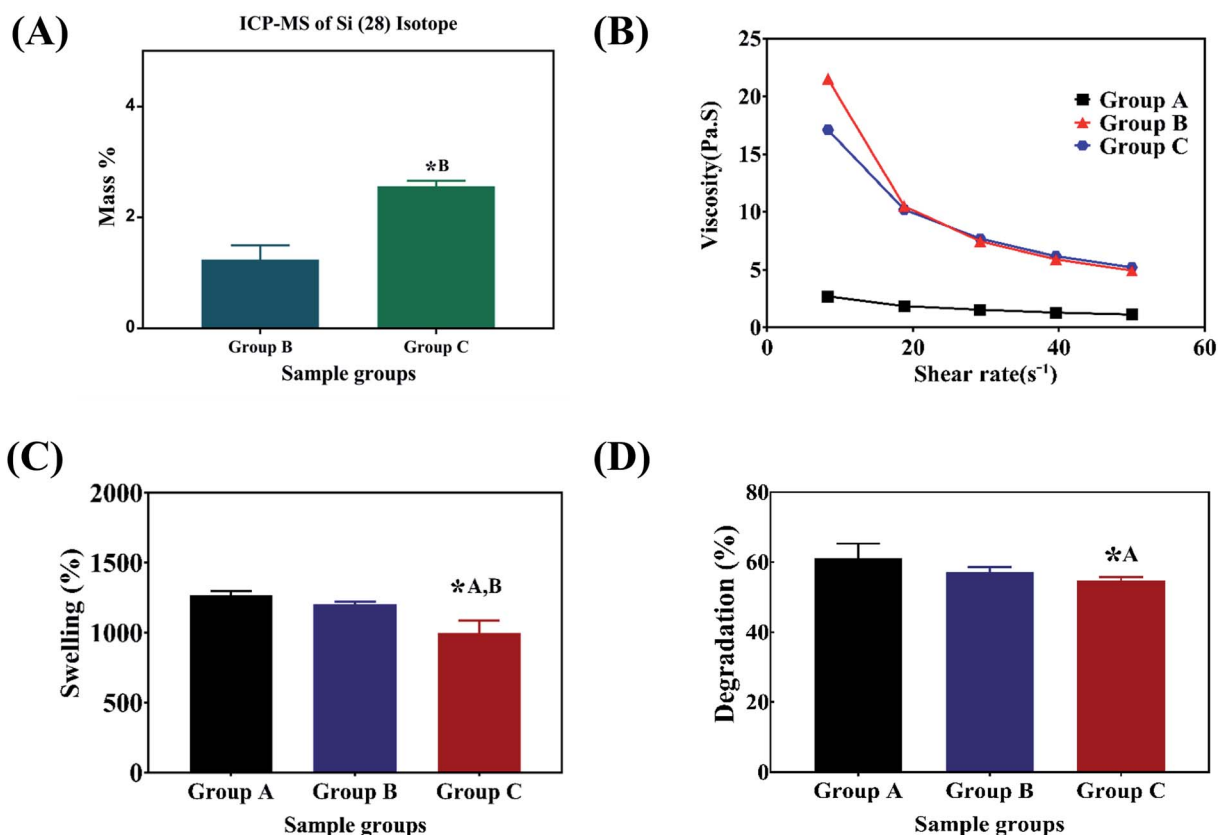 (A)
ICP-MS of Si (28) Isotope
4
2
0
Mass %
*B
Group B Group C
Sample groups
(B)
25
20
15
10
5
0
Viscosity(Pa.S)
Group A
Group B
Group C
0 20 40 60
Shear rate(s⁻¹)
(C)
2000
1500
1000
500
0
Swelling (%)
*A,B
Group A Group B Group C
Sample groups
(D)
80
60
40
20
0
Degradation (%)
*A
Group A Group B Group C
Sample groups